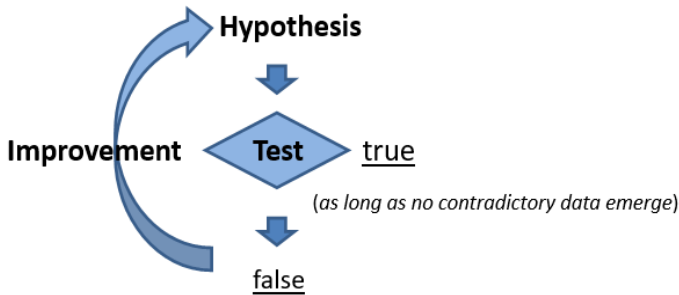 Hypothesis
Improvement Test true
(as long as no contradictory data emerge)
false